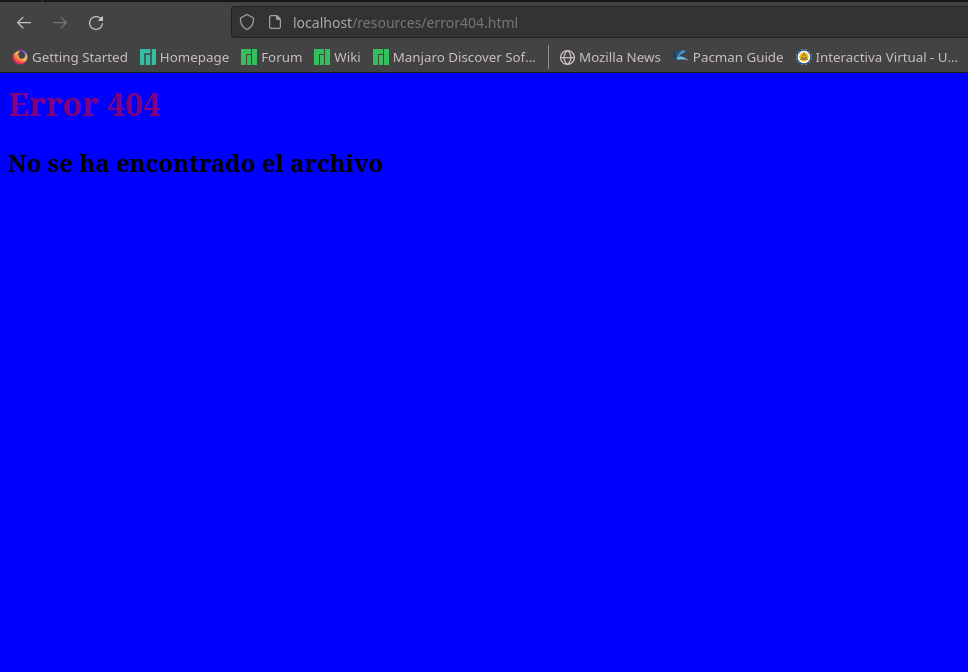 localhost/resources/error404.html
Getting Started Homepage Forum Wiki Manjaro Discover Sof... Mozilla News Pacman Guide Interactiva Virtual - U...
Error 404
No se ha encontrado el archivo